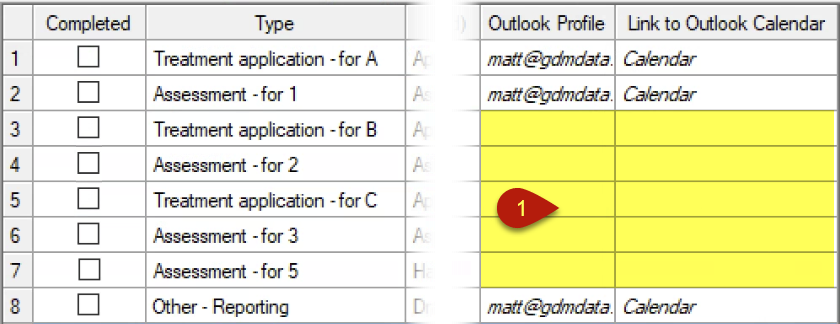 Completed Type Outlook Profile Link to Outlook Calendar
1 Treatment application - for A Ap matt@gdmdata. Calendar
2 Assessment - for 1 As matt@gdmdata. Calendar
3 Treatment application - for B Ap
4 Assessment - for 2 As
5 Treatment application - for C Ap 1
6 Assessment - for 3 As
7 Assessment - for 5 Ha
8 Other - Reporting matt@gdmdata. Calendar